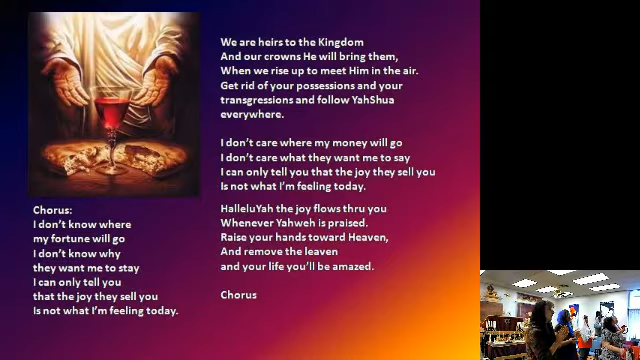 We are heirs to the Kingdom
And our crowns He will bring them,
When we rise up to meet Him in the air.
Get rid of your possessions and your
transgressions and follow YahShua
everywhere.
I don't care where my money will go
I don't care what they want me to say
I can only tell you that the joy they sell you
Is not what I'm feeling today.
HalleluYah the joy flows thru you
Whenever Yahweh is praised.
Raise your hands toward Heaven,
And remove the leaven
and your life you'll be amazed.
Chorus
Chorus:
I don't know where
my fortune will go
I don't know why
they want me to stay
I can only tell you
that the joy they sell you
Is not what I'm feeling today.